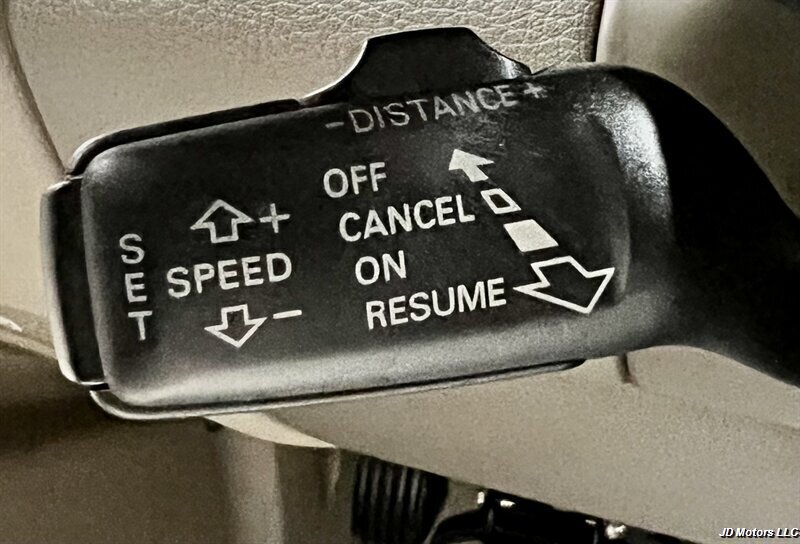 -DISTANCE+
OFF
CANCEL
ON
RESUME
+
SPEED
-
SET
JD Motors LLC